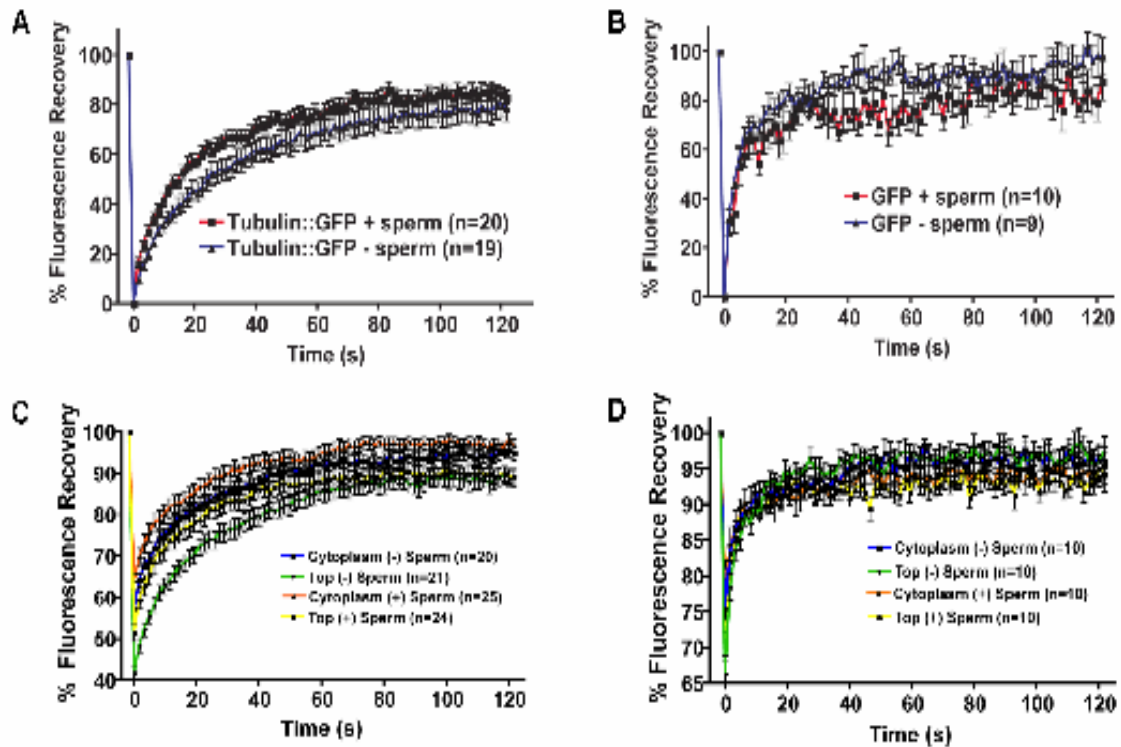 A
% Fluorescence Recovery
100
80
60
40
20
0
Tubulin::GFP + sperm (n=20)
Tubulin::GFP - sperm (n=19)
0 20 40 60 80 100 120
Time (s)
B
% Fluorescence Recovery
100
80
60
40
20
0
GFP + sperm (n=10)
GFP - sperm (n=9)
0 20 40 60 80 100 120
Time (s)
C
% Fluorescence Recovery
100
90
80
70
60
50
40
Cytoplasm (-) Sperm (n=20)
Top (-) Sperm (n=21)
Cytoplasm (+) Sperm (n=25)
Top (+) Sperm (n=24)
0 20 40 60 80 100 120
Time (s)
D
% Fluorescence Recovery
100
95
90
85
80
75
70
65
Cytoplasm (-) Sperm (n=10)
Top (-) Sperm (n=10)
Cytoplasm (+) Sperm (n=10)
Top (+) Sperm (n=10)
0 20 40 60 80 100 120
Time (s)